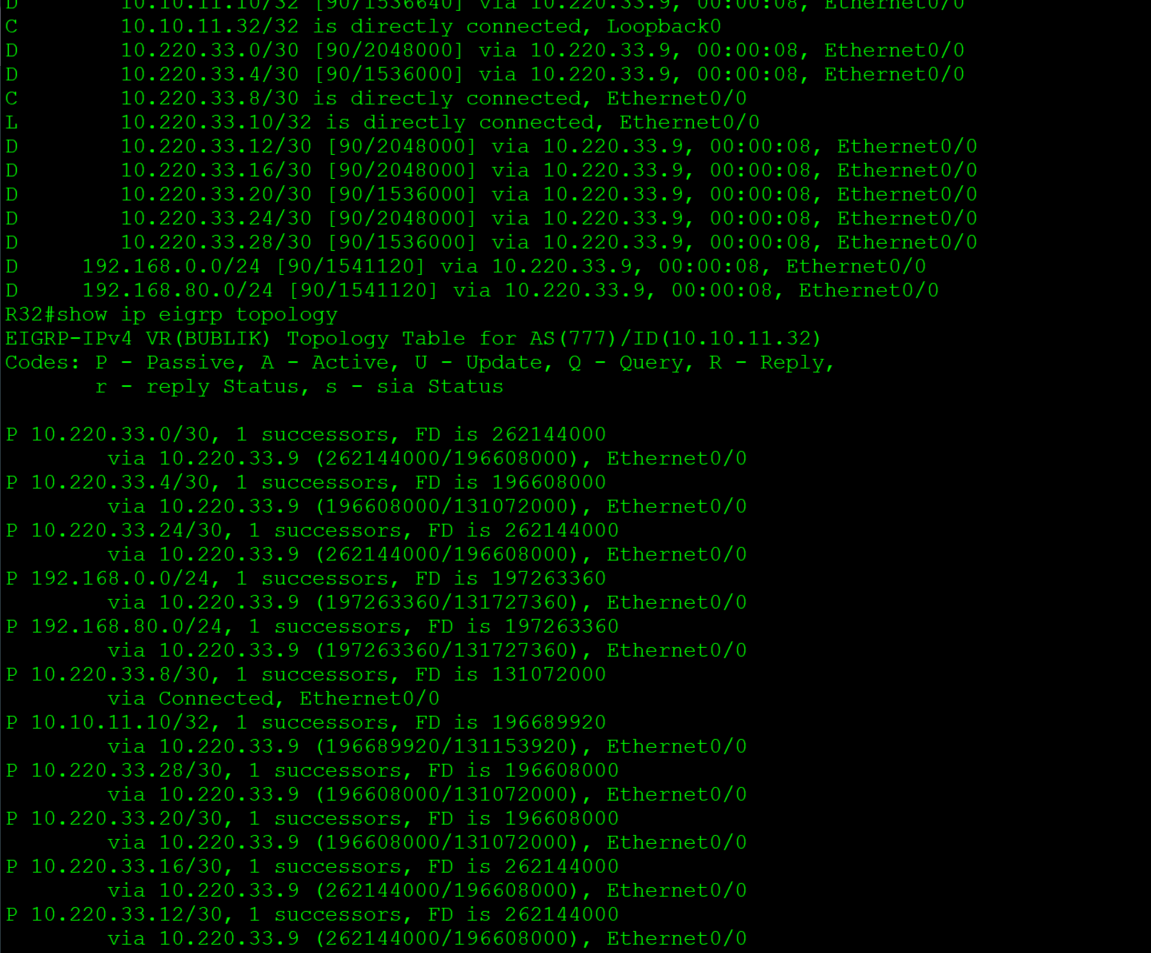 D        10.10.11.10/32 [90/1536640] via 10.220.33.9, 00:00:08, Ethernet0/0
C        10.10.11.32/32 is directly connected, Loopback0
D        10.220.33.0/30 [90/2048000] via 10.220.33.9, 00:00:08, Ethernet0/0
D        10.220.33.4/30 [90/1536000] via 10.220.33.9, 00:00:08, Ethernet0/0
C        10.220.33.8/30 is directly connected, Ethernet0/0
L        10.220.33.10/32 is directly connected, Ethernet0/0
D        10.220.33.12/30 [90/2048000] via 10.220.33.9, 00:00:08, Ethernet0/0
D        10.220.33.16/30 [90/2048000] via 10.220.33.9, 00:00:08, Ethernet0/0
D        10.220.33.20/30 [90/1536000] via 10.220.33.9, 00:00:08, Ethernet0/0
D        10.220.33.24/30 [90/2048000] via 10.220.33.9, 00:00:08, Ethernet0/0
D        10.220.33.28/30 [90/1536000] via 10.220.33.9, 00:00:08, Ethernet0/0
D     192.168.0.0/24 [90/1541120] via 10.220.33.9, 00:00:08, Ethernet0/0
D     192.168.80.0/24 [90/1541120] via 10.220.33.9, 00:00:08, Ethernet0/0
R32#show ip eigrp topology
EIGRP-IPv4 VR(BUBLIK) Topology Table for AS(777)/ID(10.10.11.32)
Codes: P - Passive, A - Active, U - Update, Q - Query, R - Reply,
       r - reply Status, s - sia Status
P 10.220.33.0/30, 1 successors, FD is 262144000
        via 10.220.33.9 (262144000/196608000), Ethernet0/0
P 10.220.33.4/30, 1 successors, FD is 196608000
        via 10.220.33.9 (196608000/131072000), Ethernet0/0
P 10.220.33.24/30, 1 successors, FD is 262144000
        via 10.220.33.9 (262144000/196608000), Ethernet0/0
P 192.168.0.0/24, 1 successors, FD is 197263360
        via 10.220.33.9 (197263360/131727360), Ethernet0/0
P 192.168.80.0/24, 1 successors, FD is 197263360
        via 10.220.33.9 (197263360/131727360), Ethernet0/0
P 10.220.33.8/30, 1 successors, FD is 131072000
        via Connected, Ethernet0/0
P 10.10.11.10/32, 1 successors, FD is 196689920
        via 10.220.33.9 (196689920/131153920), Ethernet0/0
P 10.220.33.28/30, 1 successors, FD is 196608000
        via 10.220.33.9 (196608000/131072000), Ethernet0/0
P 10.220.33.20/30, 1 successors, FD is 196608000
        via 10.220.33.9 (196608000/131072000), Ethernet0/0
P 10.220.33.16/30, 1 successors, FD is 262144000
        via 10.220.33.9 (262144000/196608000), Ethernet0/0
P 10.220.33.12/30, 1 successors, FD is 262144000
        via 10.220.33.9 (262144000/196608000), Ethernet0/0